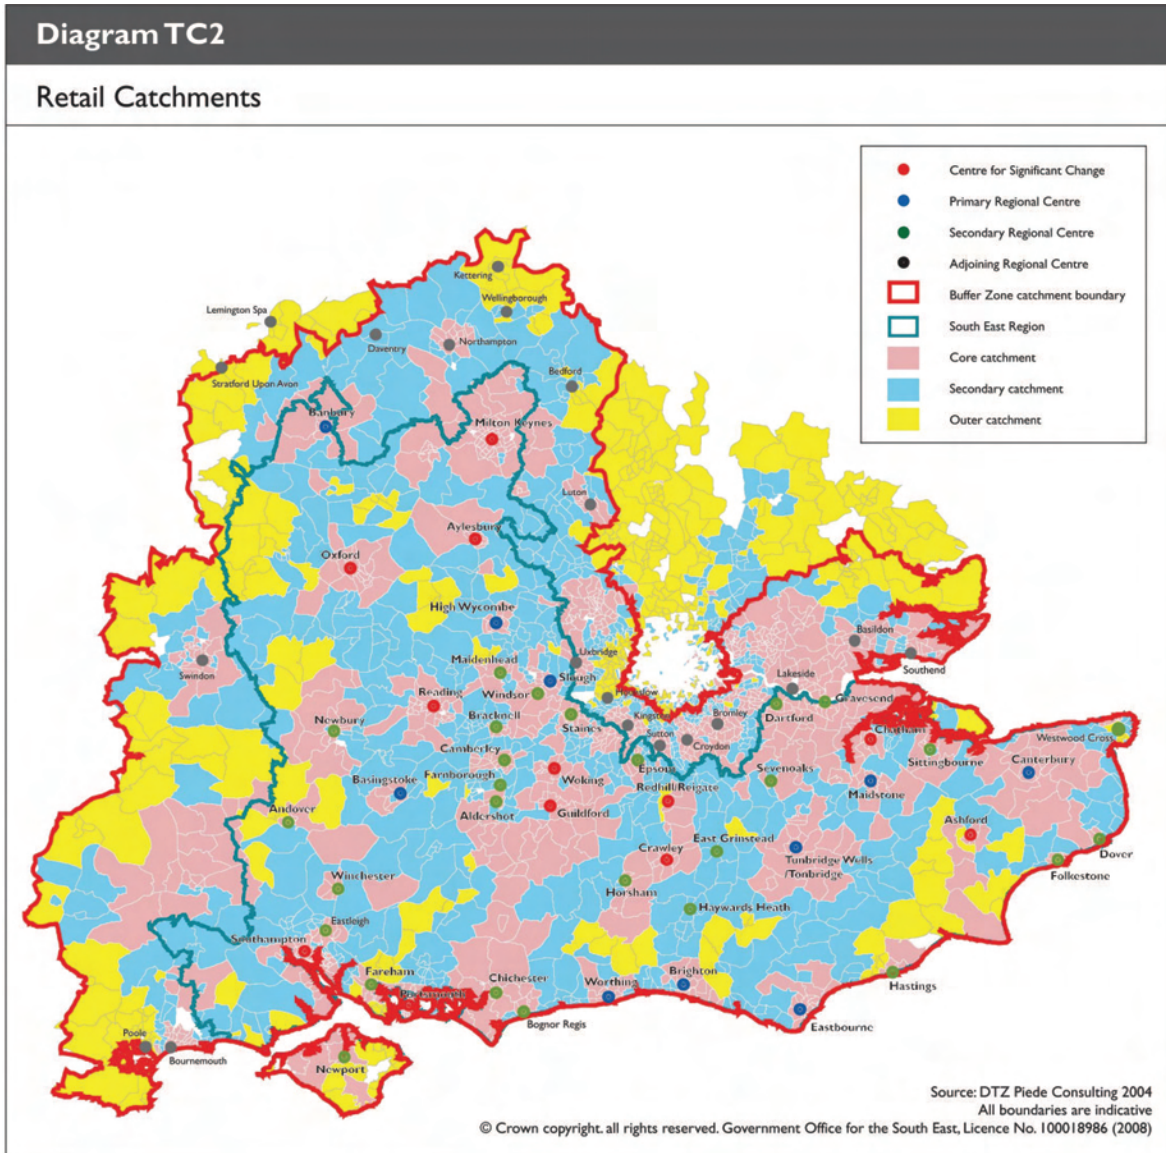 Diagram TC2
Retail Catchments
Centre for Significant Change
Primary Regional Centre
Secondary Regional Centre
Adjoining Regional Centre
Buffer Zone catchment boundary
South East Region
Core catchment
Secondary catchment
Outer catchment
Kettering
Wellingborough
Lemington Spa
Northampton
Daventry
Stratford Upon Avon
Bedford
Banbury
Milton Keynes
Luton
Aylesbury
Oxford
High Wycombe
Basildon
Uxbridge
Maidenhead
Southend
Swindon
Slough
Lakeside
Windsor
Hounslow
Reading
Gravesend
Newbury
Bracknell
Kingston
Bromley
Dartford
Staines
Sutton
Chatham
Westwood Cross
Croydon
Camberley
Sittingbourne
Canterbury
Epsom
Sevenoaks
Basingstoke
Farnborough
Woking
Redhill/Reigate
Maidstone
Andover
Aldershot
Guildford
Ashford
East Grinstead
Crawley
Dover
Tunbridge Wells
/Tonbridge
Folkestone
Winchester
Horsham
Haywards Heath
Eastleigh
Southampton
Fareham
Chichester
Worthing
Brighton
Hastings
Portsmouth
Bognor Regis
Eastbourne
Poole
Bournemouth
Newport
Source: DTZ Piede Consulting 2004
All boundaries are indicative
© Crown copyright. all rights reserved. Government Office for the South East, Licence No. 100018986 (2008)